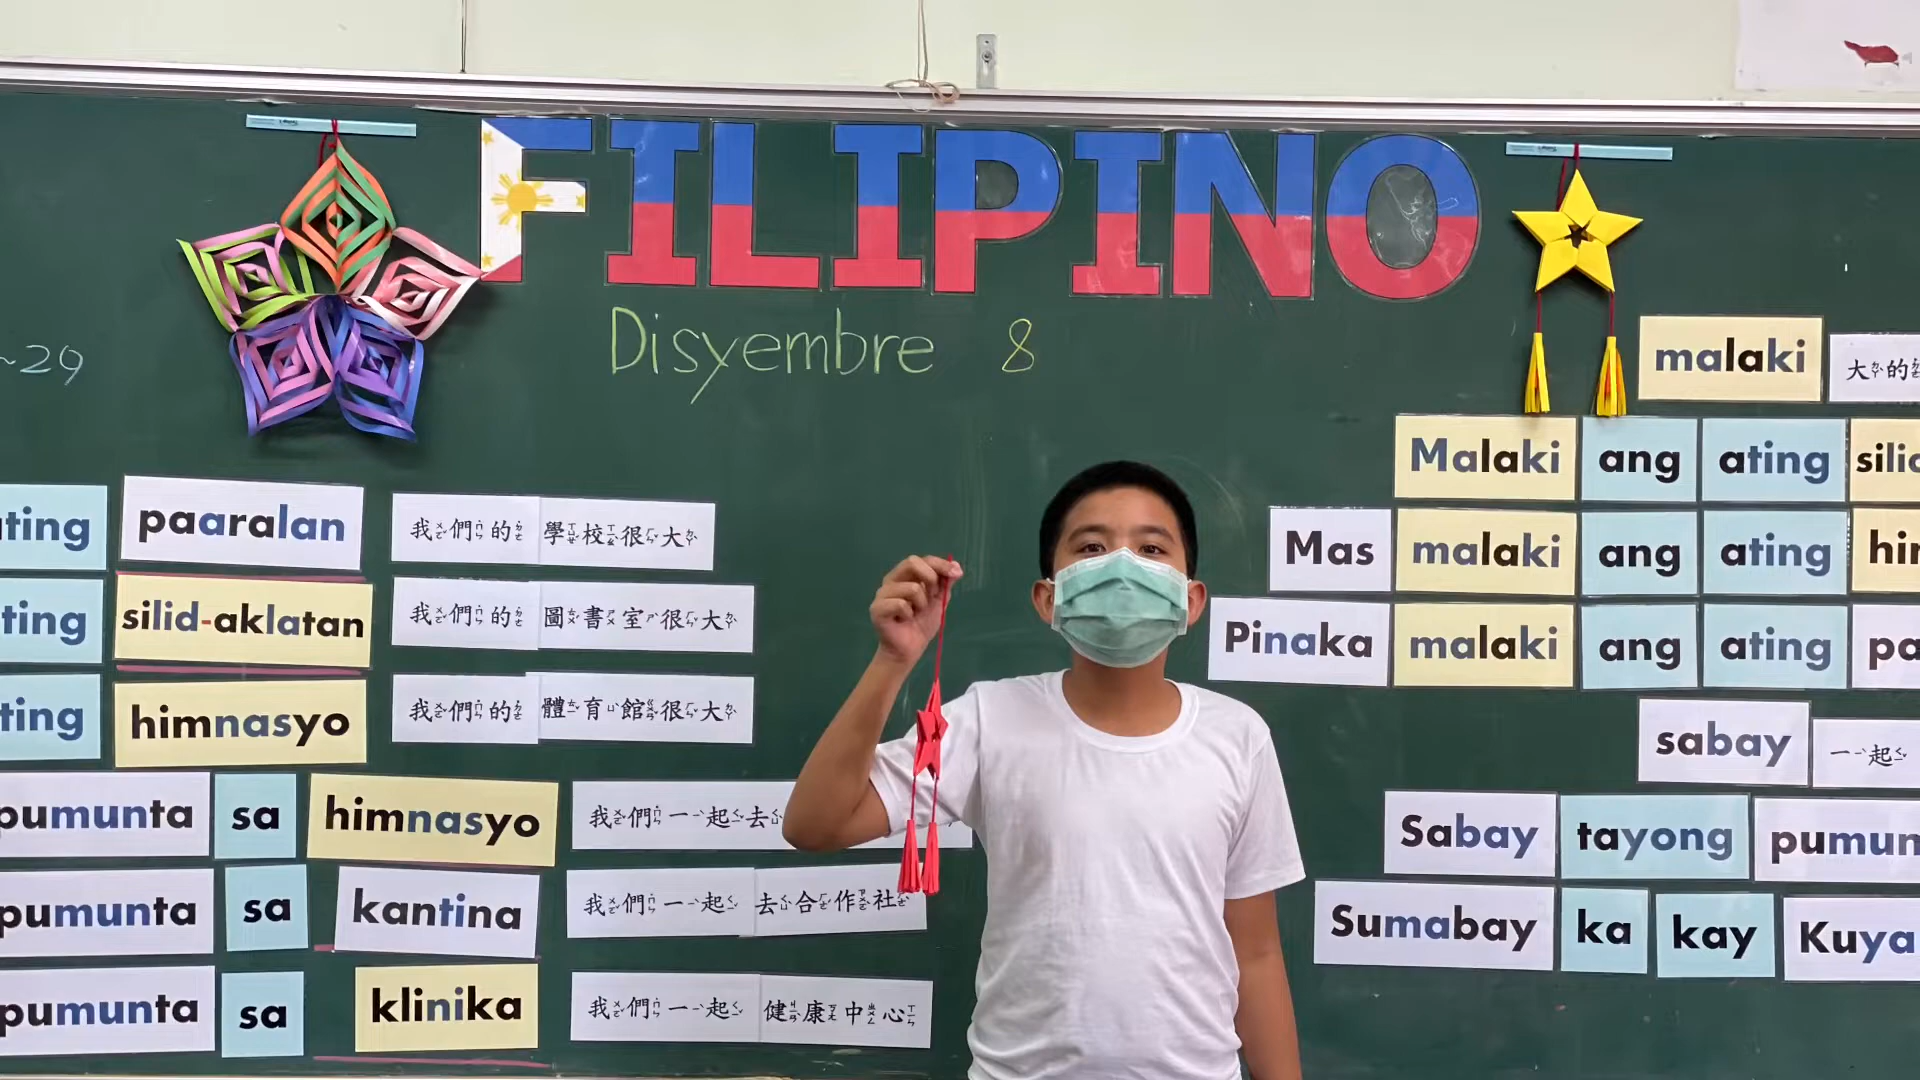 FILIPINO
Disyembre 8
~29
malaki 大的
Malaki ang ating
Mas malaki ang ating
Pinaka malaki ang ating
sabay 一起
Sabay tayong
Sumabay ka kay Kuya
ting paaralan 我們的 學校很大
ting silid-aklatan 我們的 圖書室很大
ting himnasyo 我們的 體育館很大
pumunta sa himnasyo 我們一起去
pumunta sa kantina 我們一起 去合作社
pumunta sa klinika 我們一起 健康中心